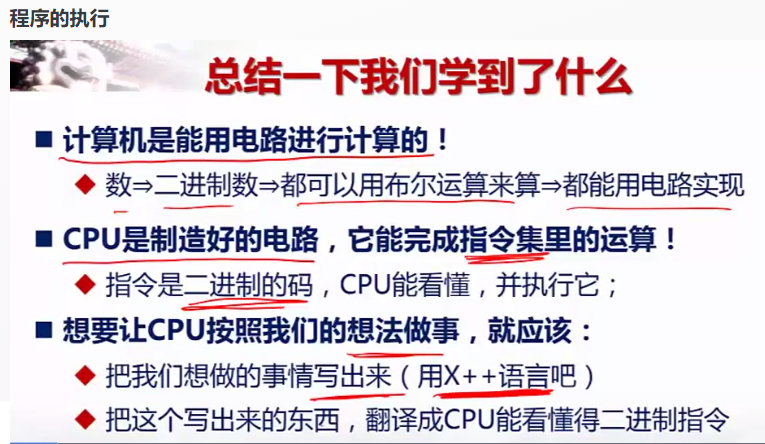 程序的执行
总结一下我们学到了什么
计算机是能用电路进行计算的！
数⇒二进制数⇒都可以用布尔运算来算⇒都能用电路实现
CPU是制造好的电路，它能完成指令集里的运算！
指令是二进制的码，CPU能看懂，并执行它；
想要让CPU按照我们的想法做事，就应该：
把我们想做的事情写出来（用X++语言吧）
把这个写出来的东西，翻译成CPU能看懂得二进制指令